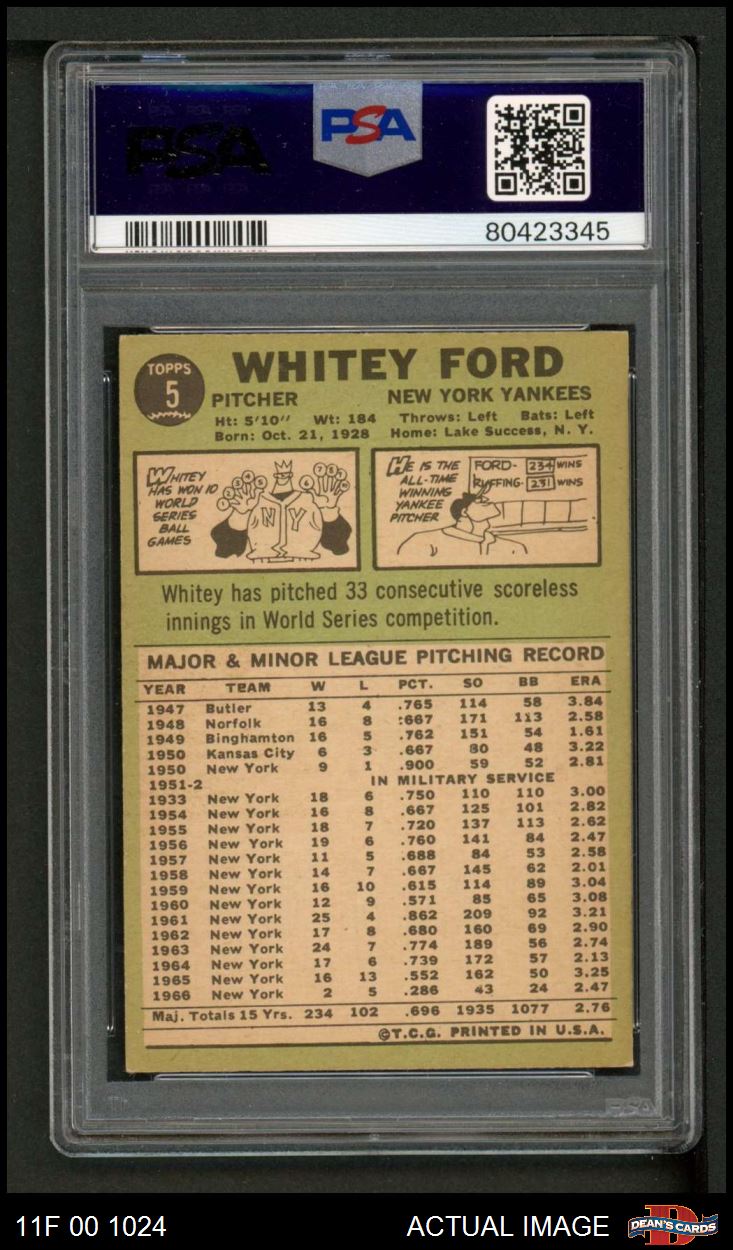 PSA
PSA
80423345
TOPPS
5
WHITEY FORD
PITCHER NEW YORK YANKEES
Ht: 5'10" Wt: 184 Throws: Left Bats: Left
Born: Oct. 21, 1928 Home: Lake Success, N. Y.
WHITEY
HAS WON 10
WORLD
SERIES
BALL
GAMES
NY
HE IS THE
ALL-TIME
WINNING
YANKEE
PITCHER
FORD- 234 WINS
RUFFING- 231 WINS
Whitey has pitched 33 consecutive scoreless
innings in World Series competition.
MAJOR & MINOR LEAGUE PITCHING RECORD
YEAR TEAM W L PCT. SO BB ERA
1947 Butler 13 4 .765 114 58 3.84
1948 Norfolk 16 8 :667 171 113 2.58
1949 Binghamton 16 5 .762 151 54 1.61
1950 Kansas City 6 3 .667 80 48 3.22
1950 New York 9 1 .900 59 52 2.81
1951-2 IN MILITARY SERVICE
1933 New York 18 6 .750 110 110 3.00
1954 New York 16 8 .667 125 101 2.82
1955 New York 18 7 .720 137 113 2.62
1956 New York 19 6 .760 141 84 2.47
1957 New York 11 5 .688 84 53 2.58
1958 New York 14 7 .667 145 62 2.01
1959 New York 16 10 .615 114 89 3.04
1960 New York 12 9 .571 85 65 3.08
1961 New York 25 4 .862 209 92 3.21
1962 New York 17 8 .680 160 69 2.90
1963 New York 24 7 .774 189 56 2.74
1964 New York 17 6 .739 172 57 2.13
1965 New York 16 13 .552 162 50 3.25
1966 New York 2 5 .286 43 24 2.47
Maj. Totals 15 Yrs. 234 102 .696 1935 1077 2.76
©T.C.G. PRINTED IN U.S.A.
PSA
11F 00 1024 ACTUAL IMAGE DEAN'S CARDS